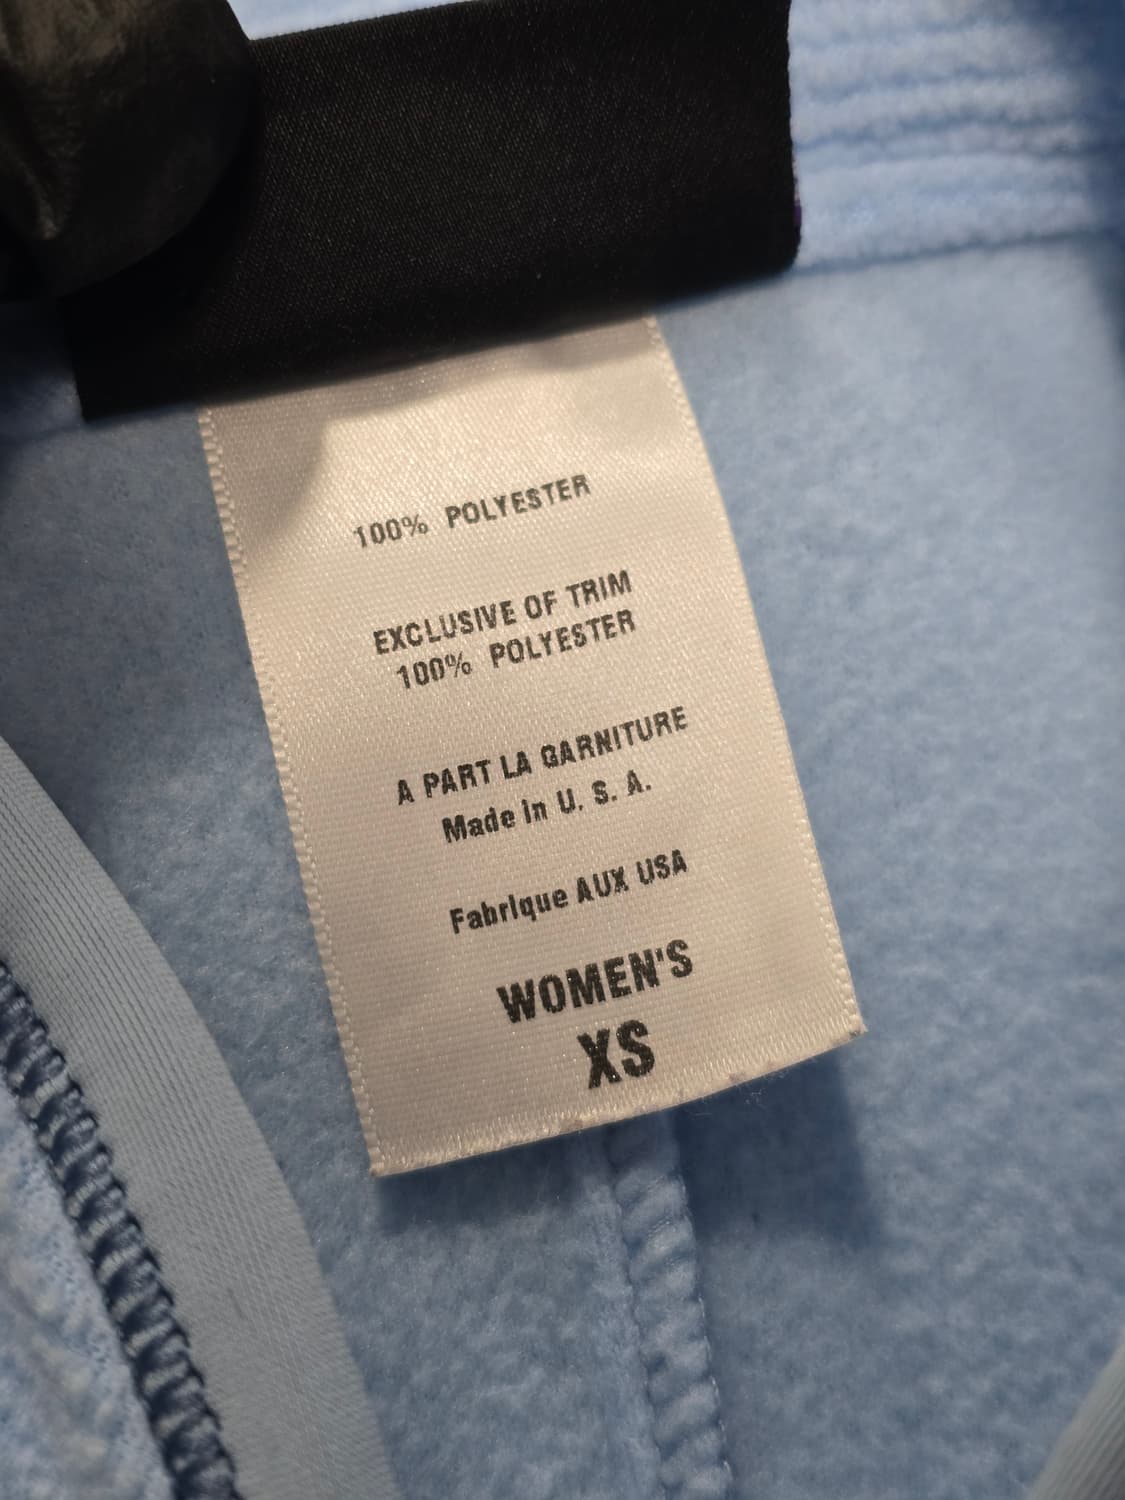 100% POLYESTER
EXCLUSIVE OF TRIM
100% POLYESTER
A PART LA GARNITURE
Made in U. S. A.
Fabrique AUX USA
WOMEN'S
XS